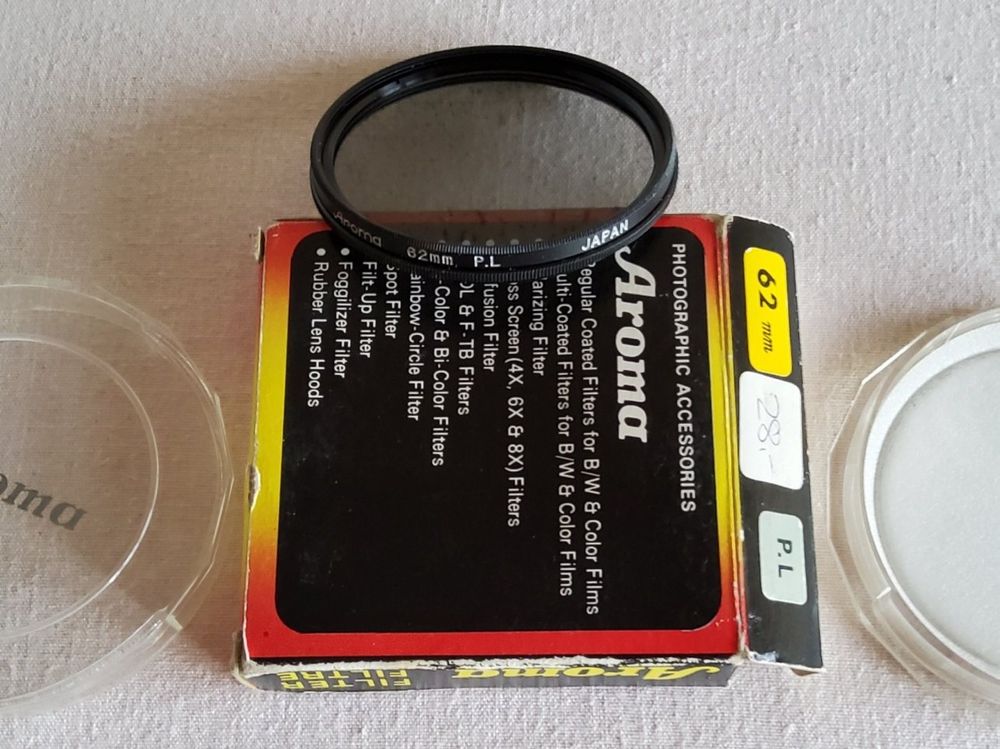 Aroma 62mm P.L JAPAN
PHOTOGRAPHIC ACCESSORIES
Aroma
egular Coated Filters for B/W & Color Films
ulti-Coated Filters for B/W & Color Films
arizing Filter
ss Screen (4X, 6X & 8X) Filters
fusion Filter
L & F-TB Filters
-Color & Bi-Color Filters
ainbow-Circle Filter
pot Filter
Filt-Up Filter
• Foggilizer Filter
• Rubber Lens Hoods
62 mm
28,-
P.L
Aroma
FILTER
oma